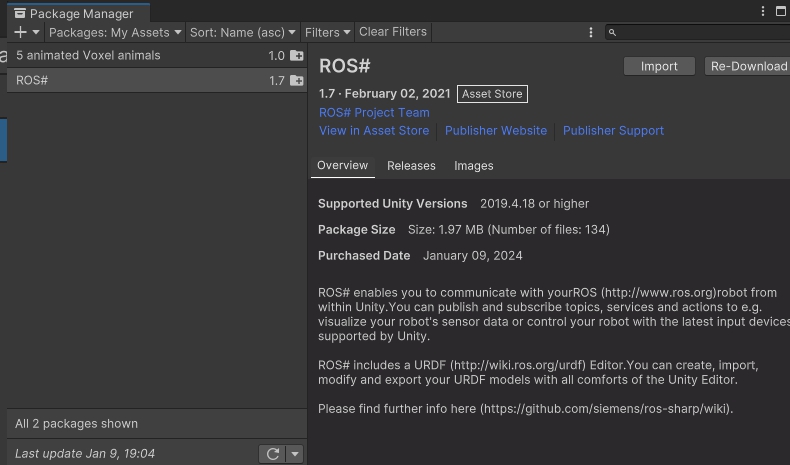 Package Manager
Packages: My Assets Sort: Name (asc) Filters Clear Filters
5 animated Voxel animals 1.0
ROS# 1.7
All 2 packages shown
Last update Jan 9, 19:04
ROS# Import Re-Download
1.7 · February 02, 2021 Asset Store
ROS# Project Team
View in Asset Store Publisher Website Publisher Support
Overview Releases Images
Supported Unity Versions 2019.4.18 or higher
Package Size Size: 1.97 MB (Number of files: 134)
Purchased Date January 09, 2024
ROS# enables you to communicate with yourROS (http://www.ros.org)robot from
within Unity.You can publish and subscribe topics, services and actions to e.g.
visualize your robot's sensor data or control your robot with the latest input devices
supported by Unity.
ROS# includes a URDF (http://wiki.ros.org/urdf) Editor.You can create, import,
modify and export your URDF models with all comforts of the Unity Editor.
Please find further info here (https://github.com/siemens/ros-sharp/wiki).